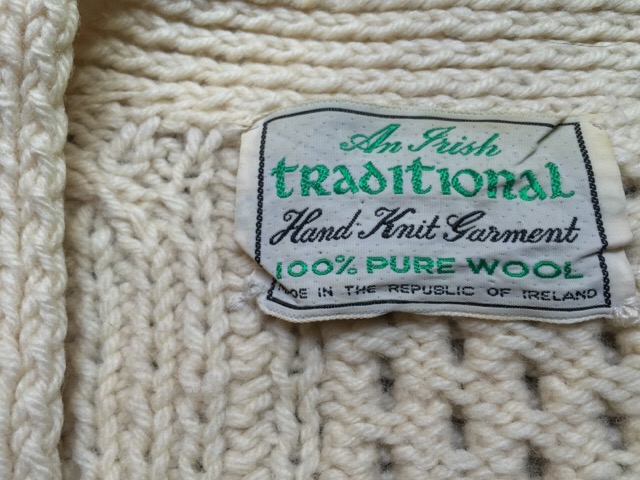 An Irish
traditional
Hand-Knit Garment
100% PURE WOOL
IN THE REPUBLIC OF IRELAND